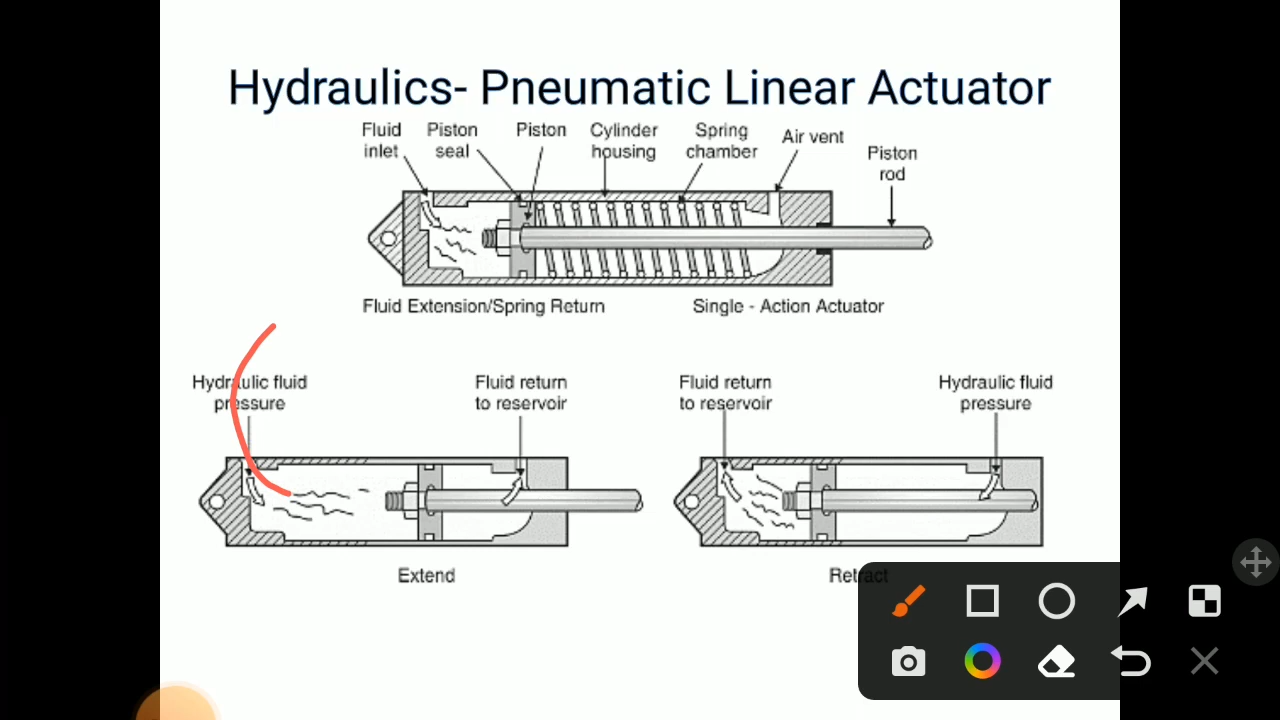 Hydraulics- Pneumatic Linear Actuator
Fluid inlet
Piston seal
Piston
Cylinder housing
Spring chamber
Air vent
Piston rod
Fluid Extension/Spring Return
Single - Action Actuator
Hydraulic fluid pressure
Fluid return to reservoir
Fluid return to reservoir
Hydraulic fluid pressure
Extend
Retract